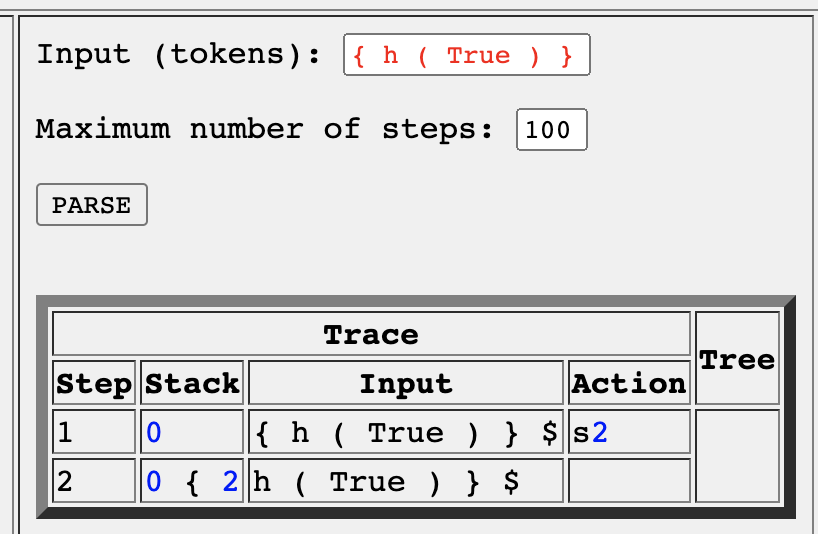 Input (tokens): { h ( True ) }
Maximum number of steps: 100
PARSE
Trace Tree
Step Stack Input Action
1 0 { h ( True ) } $ s2
2 0 { 2 h ( True ) } $